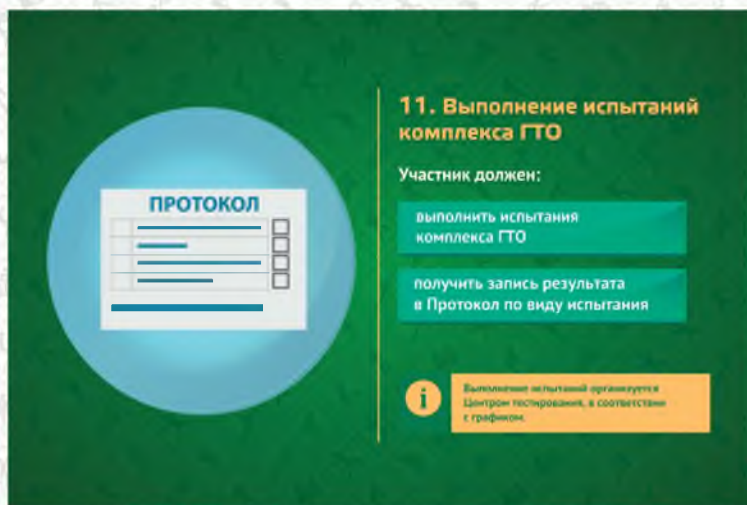 ПРОТОКОЛ
11. Выполнение испытаний
комплекса ГТО
Участник должен:
выполнить испытания
комплекса ГТО
получить запись результата
в Протокол по виду испытания
i
Выполнение испытаний организуется
Центром тестирования, в соответствии
с графиком.